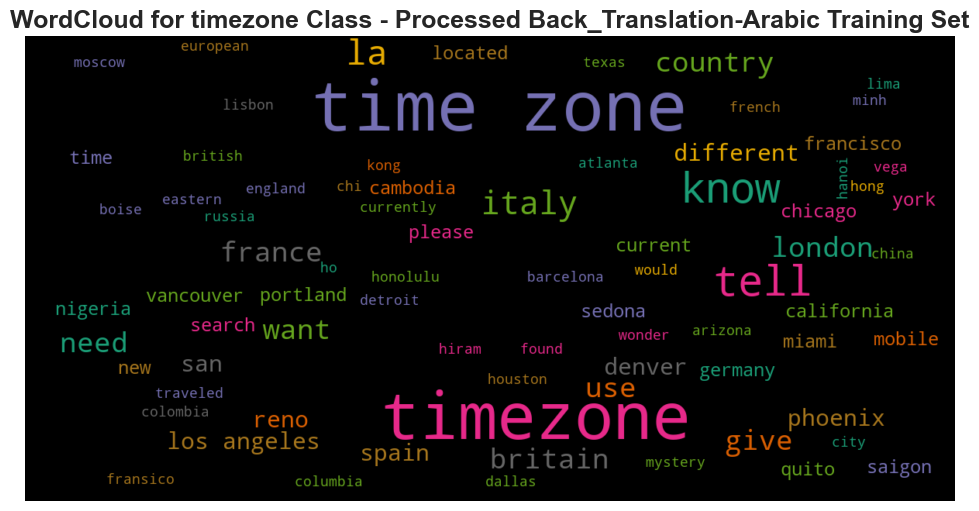 WordCloud for timezone Class - Processed Back_Translation-Arabic Training Set
european
la
located
moscow
texas
country
lima
time zone
lisbon
french
minh
time
british
kong
atlanta
different
francisco
vega
hanoi
eastern
england
chi
cambodia
know
hong
york
boise
russia
currently
italy
chicago
please
france
current
london
china
ho
honolulu
barcelona
would
tell
nigeria
vancouver
portland
detroit
sedona
california
need
search
want
hiram
found
wonder
arizona
miami
mobile
new
san
houston
denver
germany
traveled
use
colombia
reno
timezone
phoenix
los angeles
spain
britain
give
city
mystery
quito
saigon
fransico
columbia
dallas